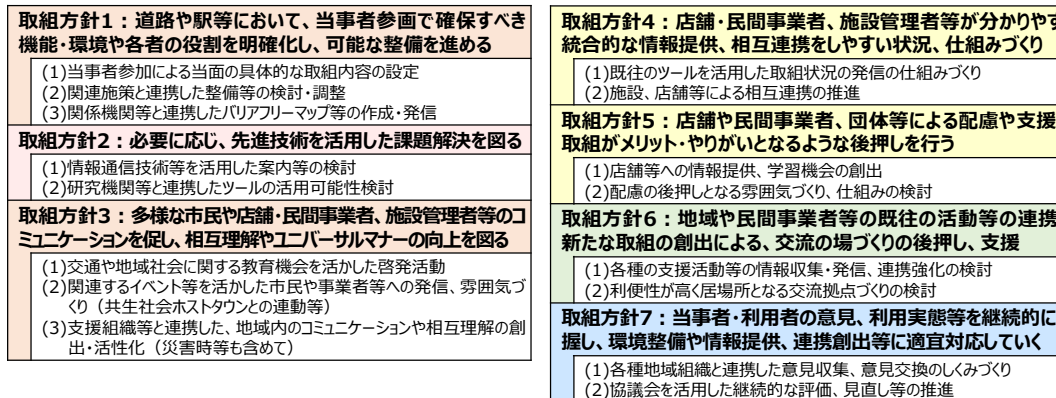 取組方針1：道路や駅等において、当事者参画で確保すべき
機能・環境や各者の役割を明確化し、可能な整備を進める
(1)当事者参加による当面の具体的な取組内容の設定
(2)関連施策と連携した整備等の検討・調整
(3)関係機関等と連携したバリアフリーマップ等の作成・発信
取組方針2：必要に応じ、先進技術を活用した課題解決を図る
(1)情報通信技術等を活用した案内等の検討
(2)研究機関等と連携したツールの活用可能性検討
取組方針3：多様な市民や店舗・民間事業者、施設管理者等のコ
ミュニケーションを促し、相互理解やユニバーサルマナーの向上を図る
(1)交通や地域社会に関する教育機会を活かした啓発活動
(2)関連するイベント等を活かした市民や事業者等への発信、雰囲気づ
くり（共生社会ホストタウンとの連動等）
(3)支援組織等と連携した、地域内のコミュニケーションや相互理解の創
出・活性化（災害時等も含めて）
取組方針4：店舗・民間事業者、施設管理者等が分かりやす
統合的な情報提供、相互連携をしやすい状況、仕組みづくり
(1)既往のツールを活用した取組状況の発信の仕組みづくり
(2)施設、店舗等による相互連携の推進
取組方針5：店舗や民間事業者、団体等による配慮や支援
取組がメリット・やりがいとなるような後押しを行う
(1)店舗等への情報提供、学習機会の創出
(2)配慮の後押しとなる雰囲気づくり、仕組みの検討
取組方針6：地域や民間事業者等の既往の活動等の連携
新たな取組の創出による、交流の場づくりの後押し、支援
(1)各種の支援活動等の情報収集・発信、連携強化の検討
(2)利便性が高く居場所となる交流拠点づくりの検討
取組方針7：当事者・利用者の意見、利用実態等を継続的に
握し、環境整備や情報提供、連携創出等に適宜対応していく
(1)各種地域組織と連携した意見収集、意見交換のしくみづくり
(2)協議会を活用した継続的な評価、見直し等の推進